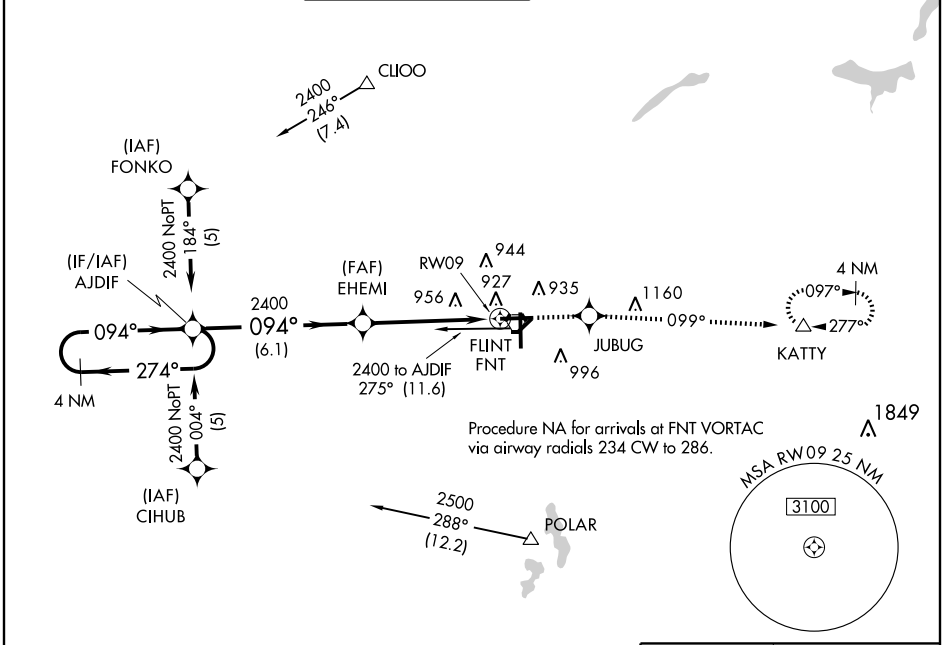 CLIOO
2400
246°
(7.4)
(IAF)
FONKO
2400 NoPT
184°
(5)
(IF/IAF)
AJDIF
094°
274°
4 NM
2400
094°
(6.1)
(FAF)
EHEMI
RW09
944
927
956
935
1160
996
FLINT
FNT
2400 to AJDIF
275° (11.6)
JUBUG
099°
4 NM
097°
277°
KATTY
2400 NoPT
004°
(5)
(IAF)
CIHUB
Procedure NA for arrivals at FNT VORTAC
via airway radials 234 CW to 286.
2500
288°
(12.2)
POLAR
1849
MSA RW09 25 NM
3100